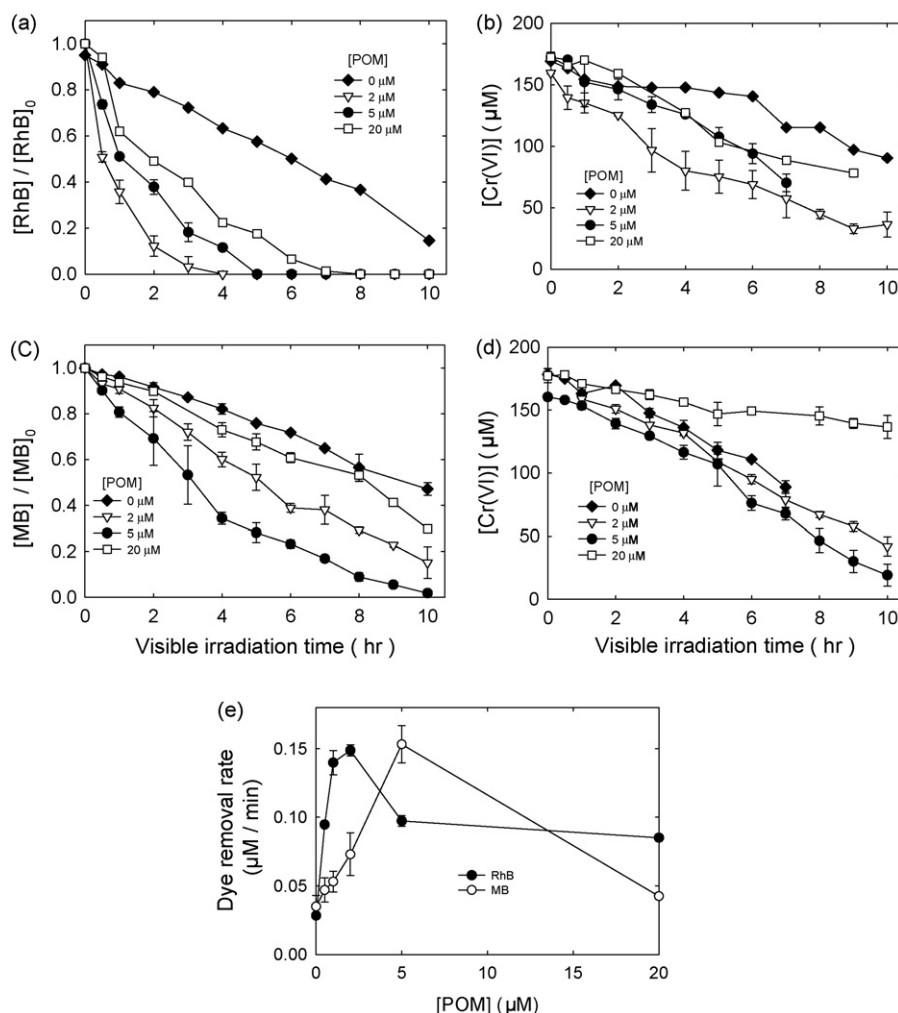 (a)
[RhB] / [RhB]0
1.0
0.8
0.6
0.4
0.2
0.0
[POM]
0 μM
2 μM
5 μM
20 μM
0 2 4 6 8 10
(b)
[Cr(VI)] ( μM)
200
150
100
50
0
[POM]
0 μM
2 μM
5 μM
20 μM
0 2 4 6 8 10
(C)
[MB] / [MB]0
1.0
0.8
0.6
0.4
0.2
0.0
[POM]
0 μM
2 μM
5 μM
20 μM
0 2 4 6 8 10
Visible irradiation time ( hr )
(d)
[Cr(VI)] (μM)
200
150
100
50
0
[POM]
0 μM
2 μM
5 μM
20 μM
0 2 4 6 8 10
Visible irradiation time ( hr )
(e)
Dye removal rate
(μM / min)
0.15
0.10
0.05
0.00
RhB
MB
0 5 10 15 20
[POM] (μM)